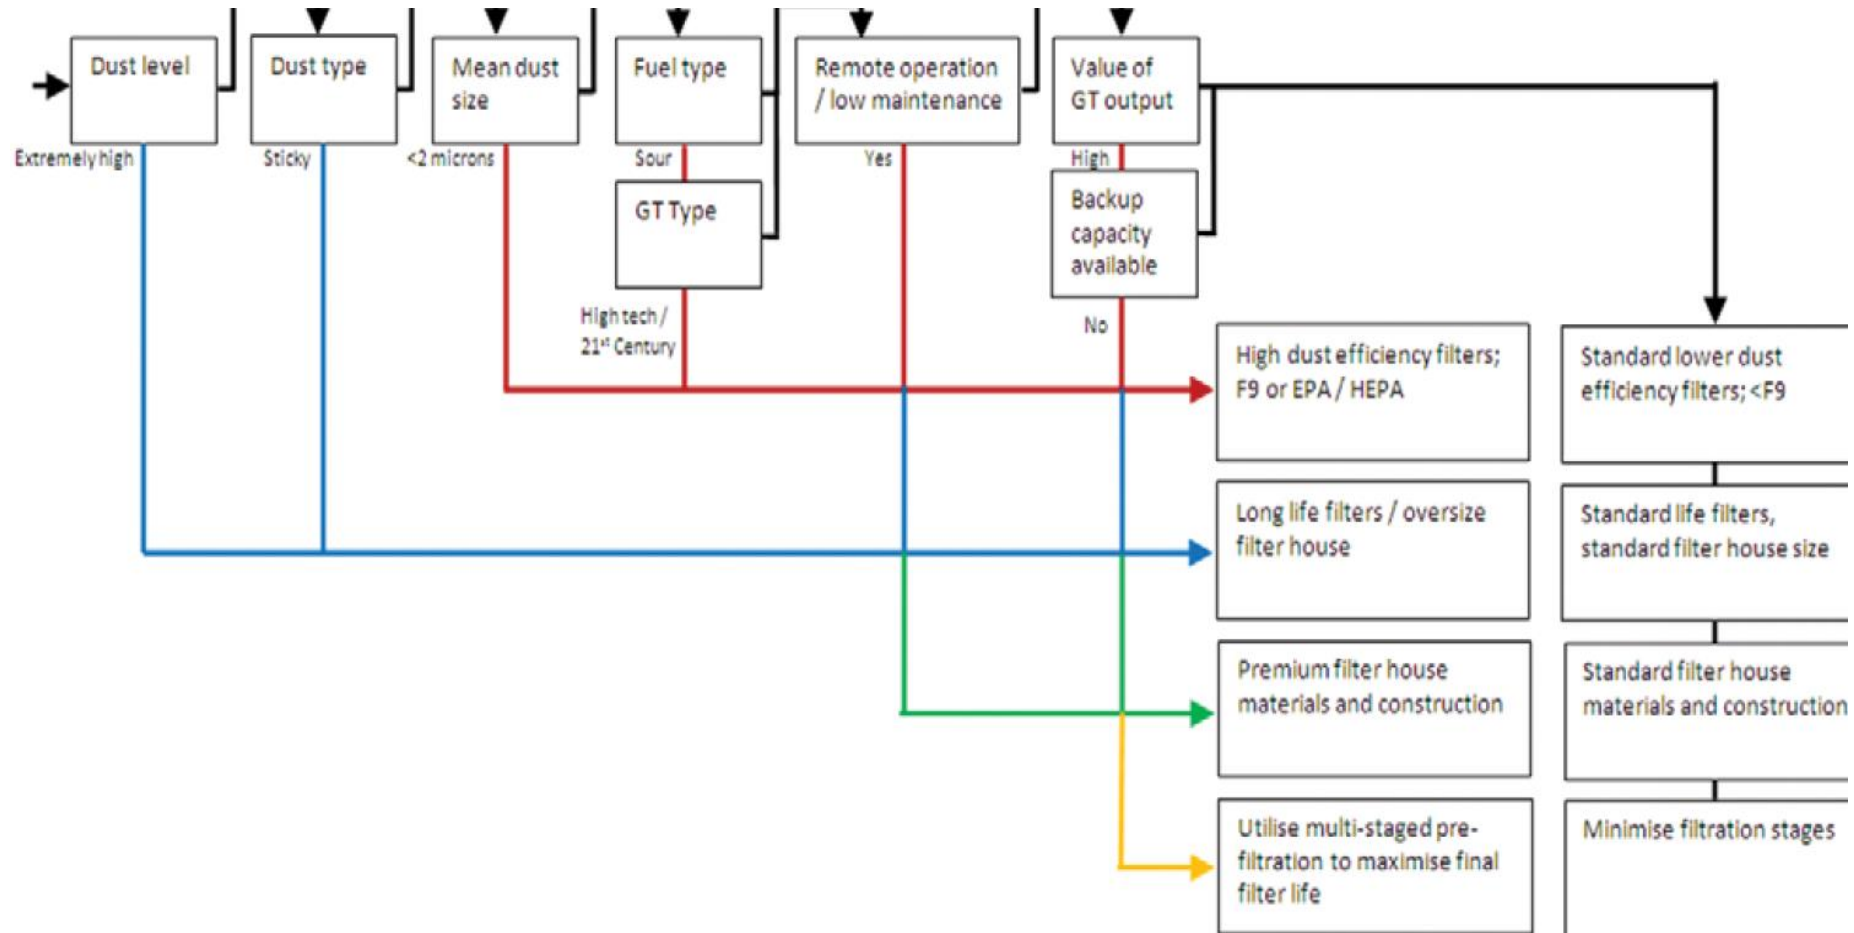 Dust level
Dust type
Mean dust
size
Fuel type
Remote operation
/ low maintenance
Value of
GT output
Extremely high
Sticky
<2 microns
Sour
Yes
High
GT Type
Backup
capacity
available
High tech /
21st Century
No
High dust efficiency filters;
F9 or EPA / HEPA
Standard lower dust
efficiency filters; <F9
Long life filters / oversize
filter house
Standard life filters,
standard filter house size
Premium filter house
materials and construction
Standard filter house
materials and construction
Utilise multi-staged pre-
filtration to maximise final
filter life
Minimise filtration stages